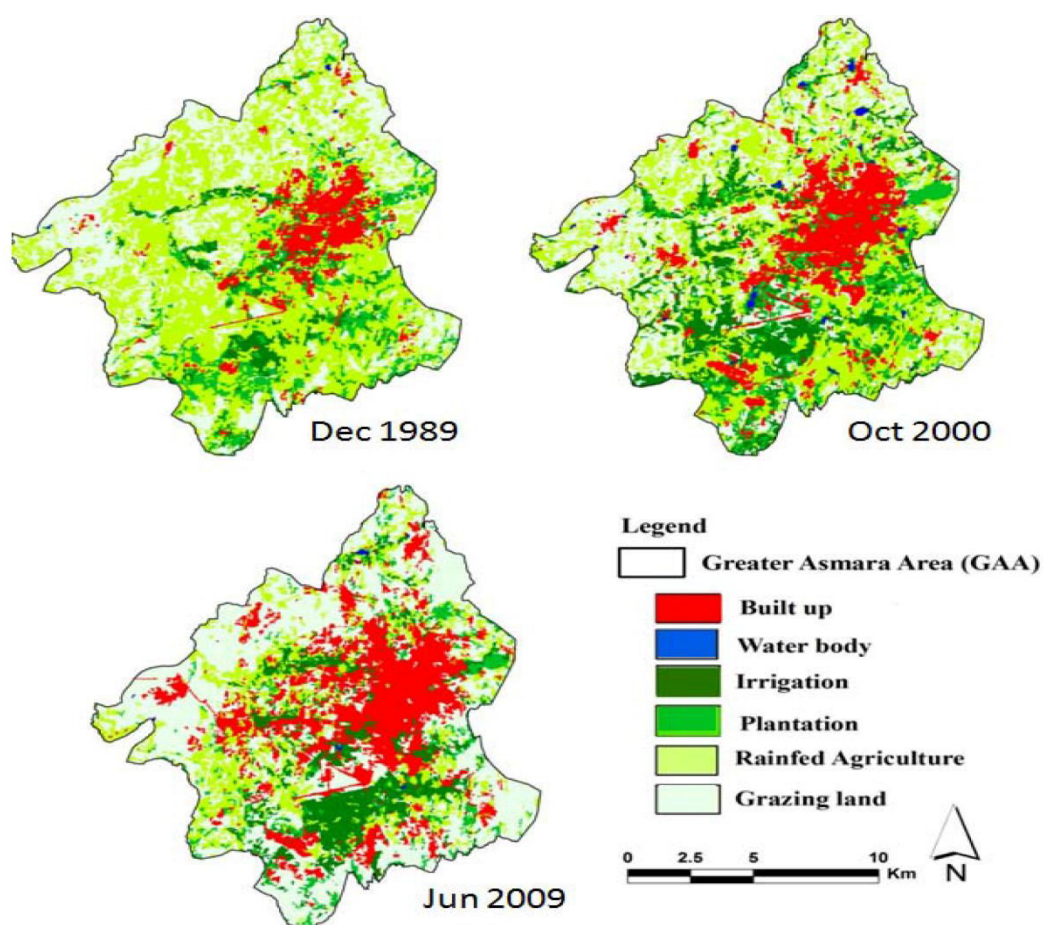 Dec 1989
Oct 2000
Jun 2009
Legend
Greater Asmara Area (GAA)
Built up
Water body
Irrigation
Plantation
Rainfed Agriculture
Grazing land
0 2.5 5 10
Km
N